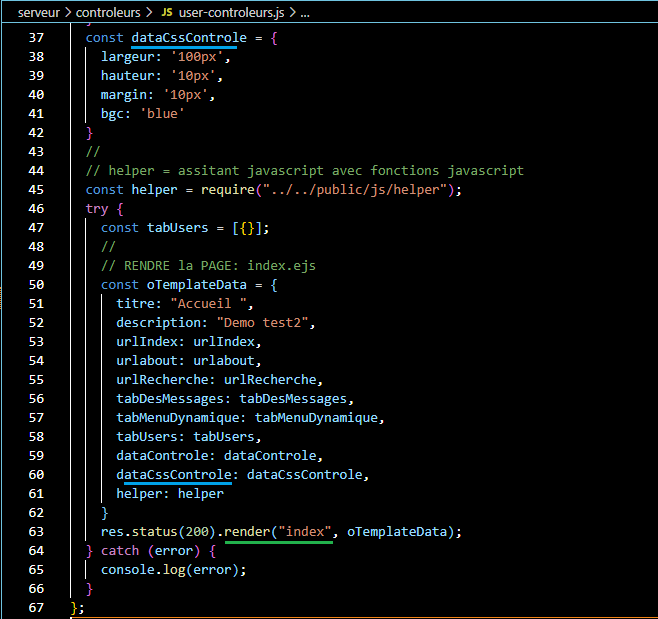 serveur > controleurs > JS user-controleurs.js > ...
37 const dataCssControle = {
38 largeur: '100px',
39 hauteur: '10px',
40 margin: '10px',
41 bgc: 'blue'
42 }
43 //
44 // helper = assitant javascript avec fonctions javascript
45 const helper = require("../../public/js/helper");
46 try {
47 const tabUsers = [{}];
48 //
49 // RENDRE la PAGE: index.ejs
50 const oTemplateData = {
51 titre: "Accueil ",
52 description: "Demo test2",
53 urlIndex: urlIndex,
54 urlabout: urlabout,
55 urlRecherche: urlRecherche,
56 tabDesMessages: tabDesMessages,
57 tabMenuDynamique: tabMenuDynamique,
58 tabUsers: tabUsers,
59 dataControle: dataControle,
60 dataCssControle: dataCssControle,
61 helper: helper
62 }
63 res.status(200).render("index", oTemplateData);
64 } catch (error) {
65 console.log(error);
66 }
67 };